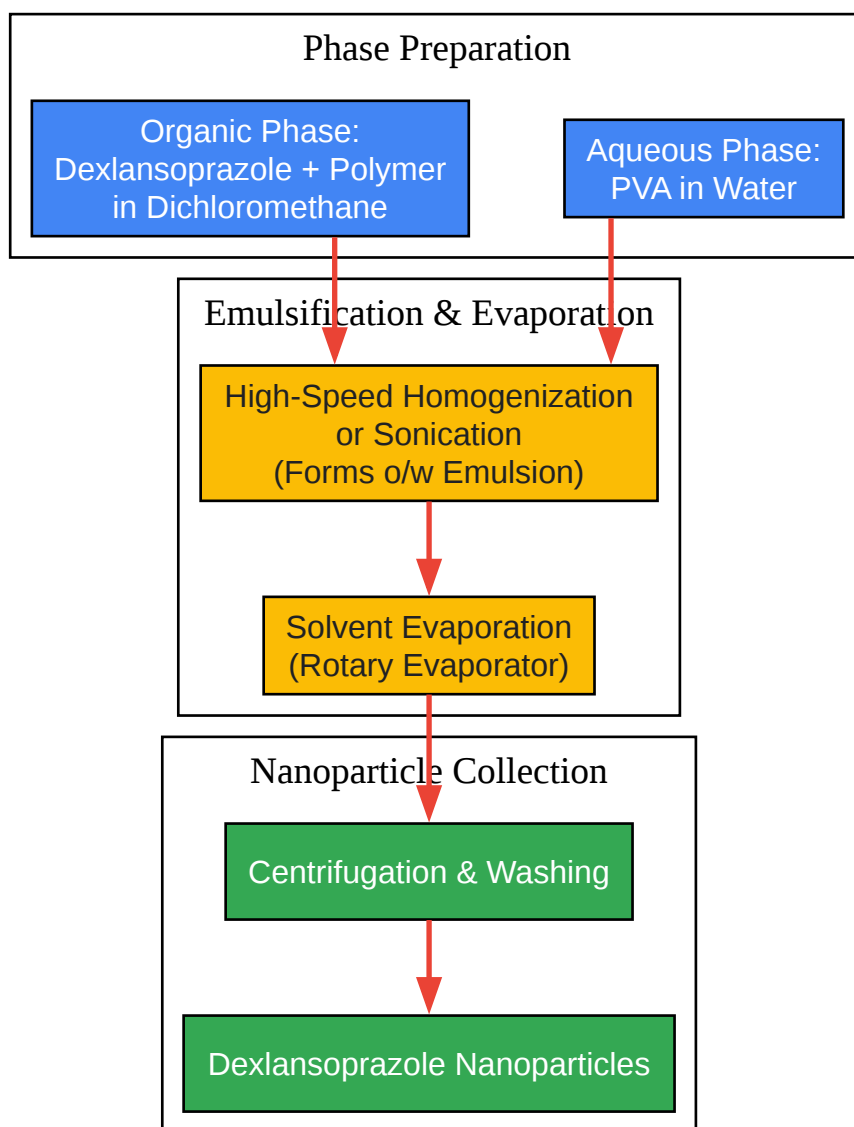 Phase Preparation
Organic Phase:
Dexlansoprazole + Polymer
in Dichloromethane
Aqueous Phase:
PVA in Water
Emulsification & Evaporation
High-Speed Homogenization
or Sonication
(Forms o/w Emulsion)
Solvent Evaporation
(Rotary Evaporator)
Nanoparticle Collection
Centrifugation & Washing
Dexlansoprazole Nanoparticles